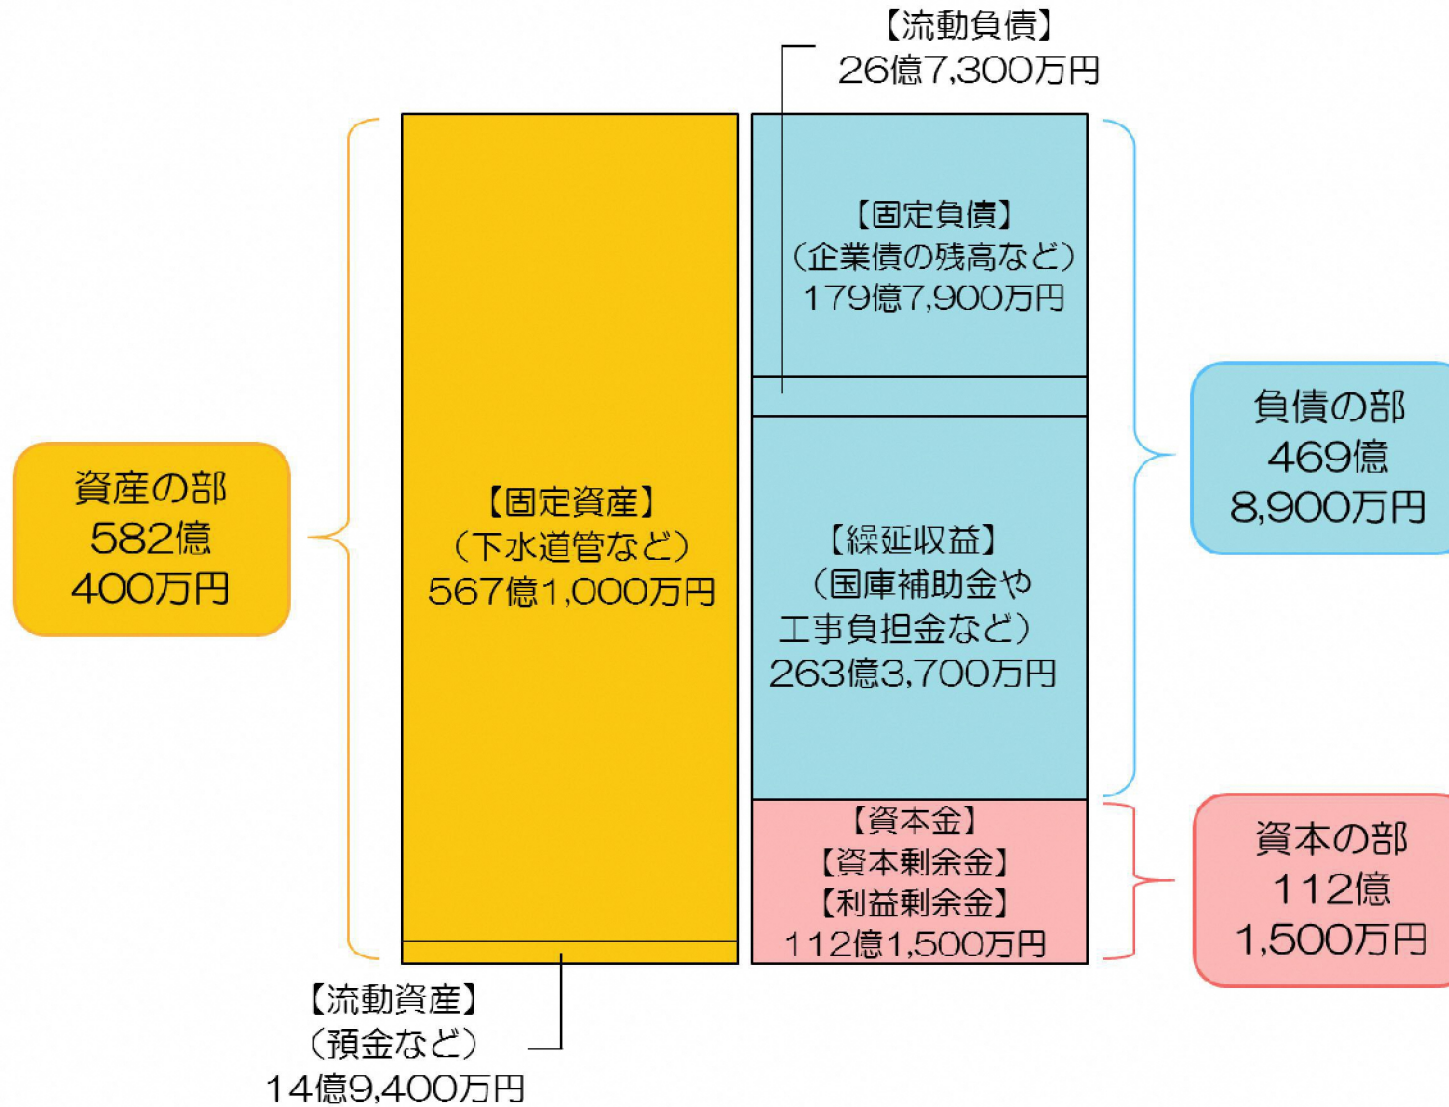 【流動負債】
26億7,300万円
【固定負債】
（企業債の残高など）
179億7,900万円
資産の部
582億
400万円
【固定資産】
（下水道管など）
567億1,000万円
【繰延収益】
（国庫補助金や
工事負担金など）
263億3,700万円
負債の部
469億
8,900万円
【資本金】
【資本剰余金】
【利益剰余金】
112億1,500万円
資本の部
112億
1,500万円
【流動資産】
（預金など）
14億9,400万円